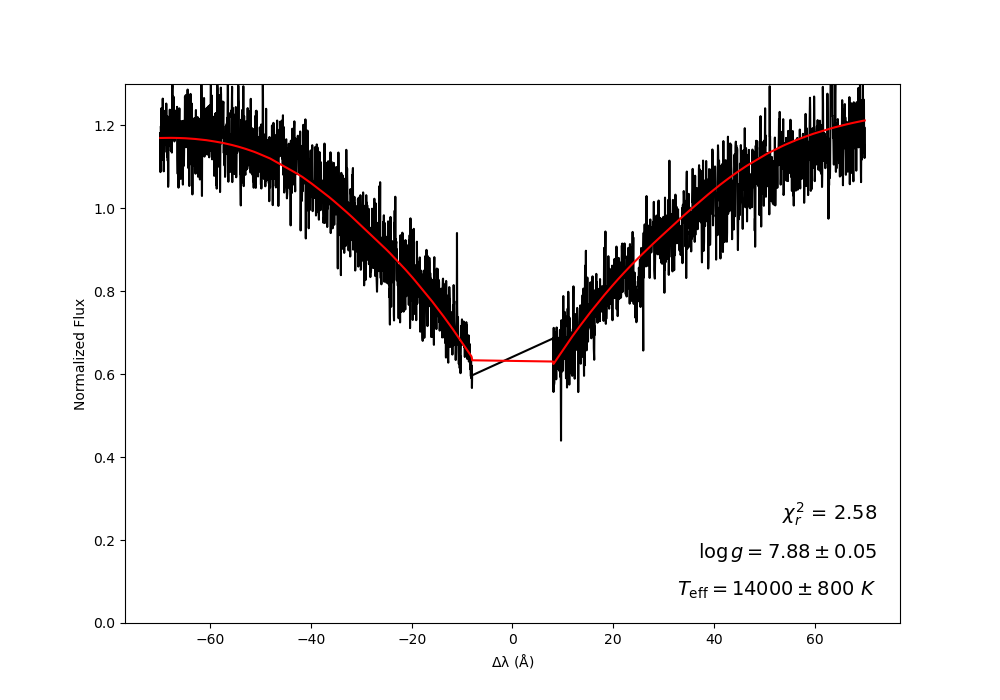 Normalized Flux
1.2
1.0
0.8
0.6
0.4
0.2
0.0
χ²ᵣ = 2.58
log g = 7.88 ± 0.05
T_eff = 14000 ± 800 K
−60 −40 −20 0 20 40 60
Δλ (Å)